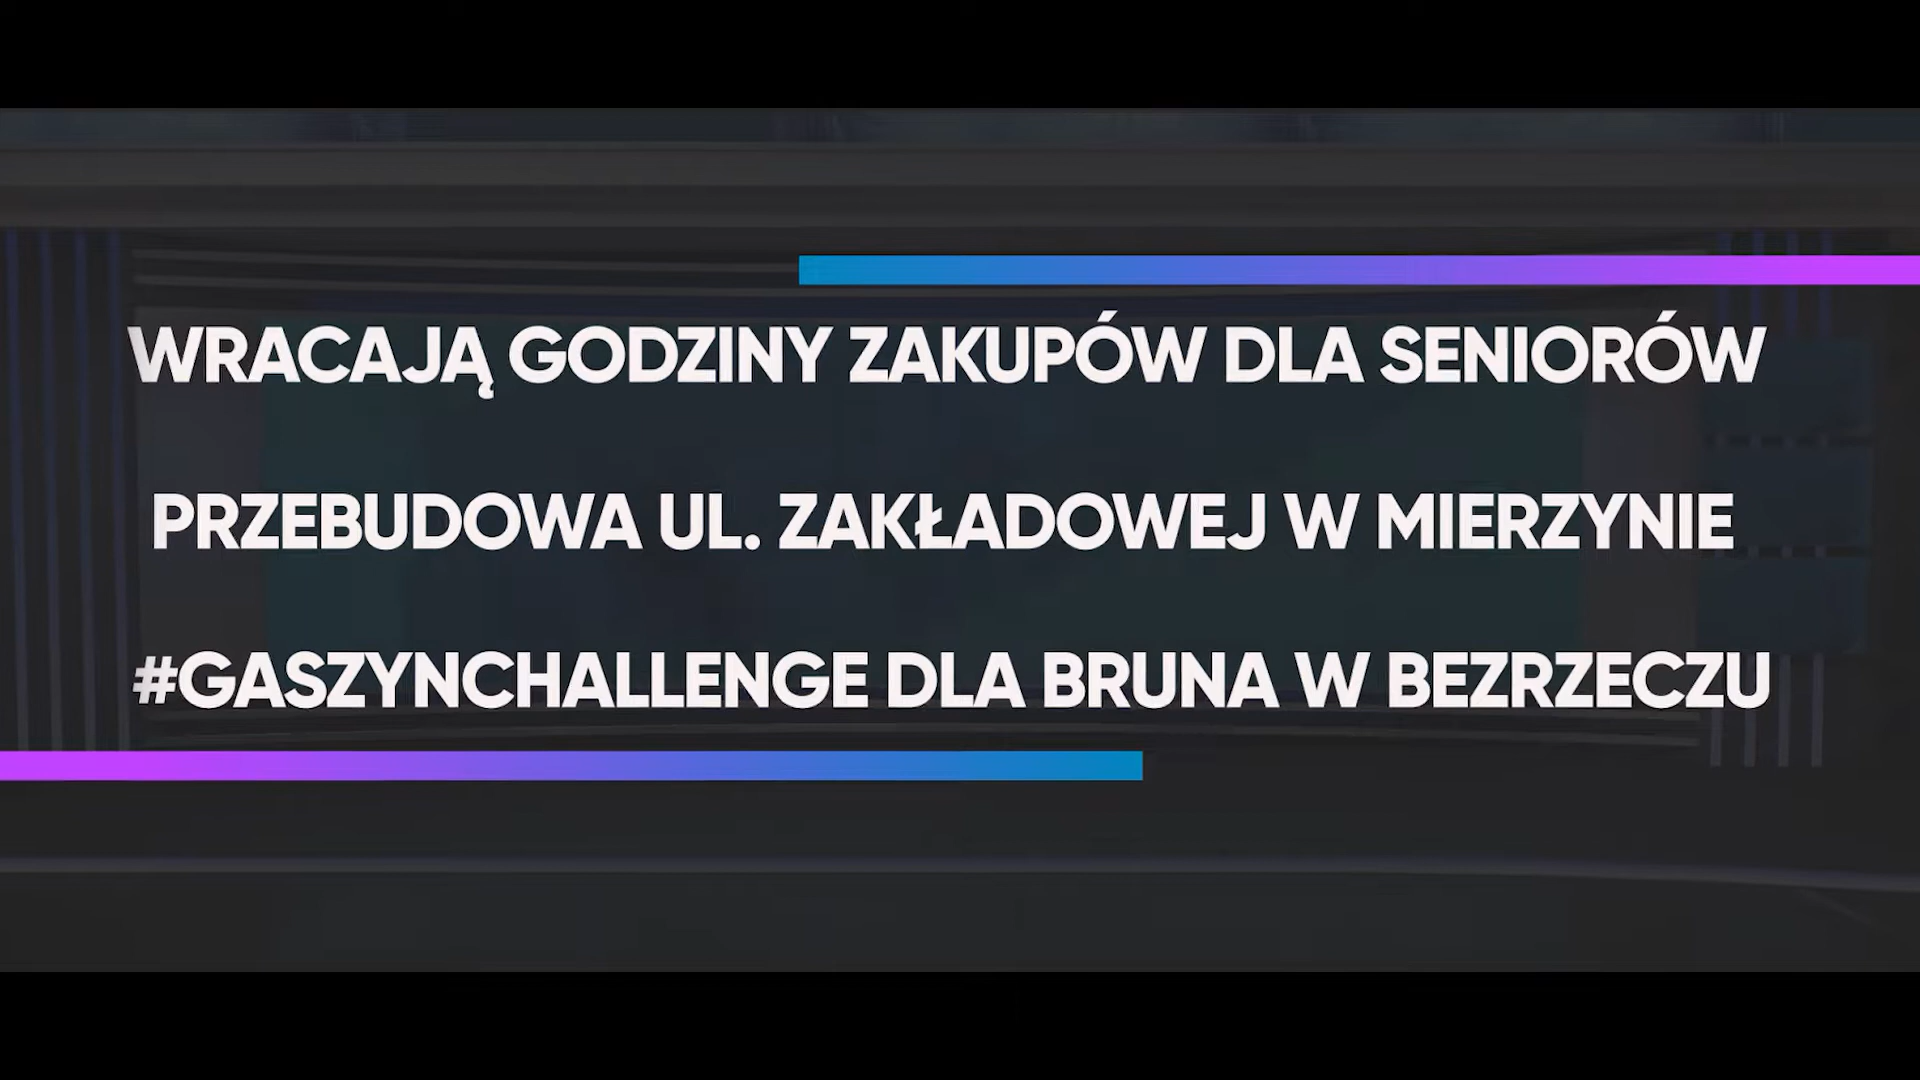 WRACAJĄ GODZINY ZAKUPÓW DLA SENIORÓW
PRZEBUDOWA UL. ZAKŁADOWEJ W MIERZYNIE
#GASZYNCHALLENGE DLA BRUNA W BEZRZECZU